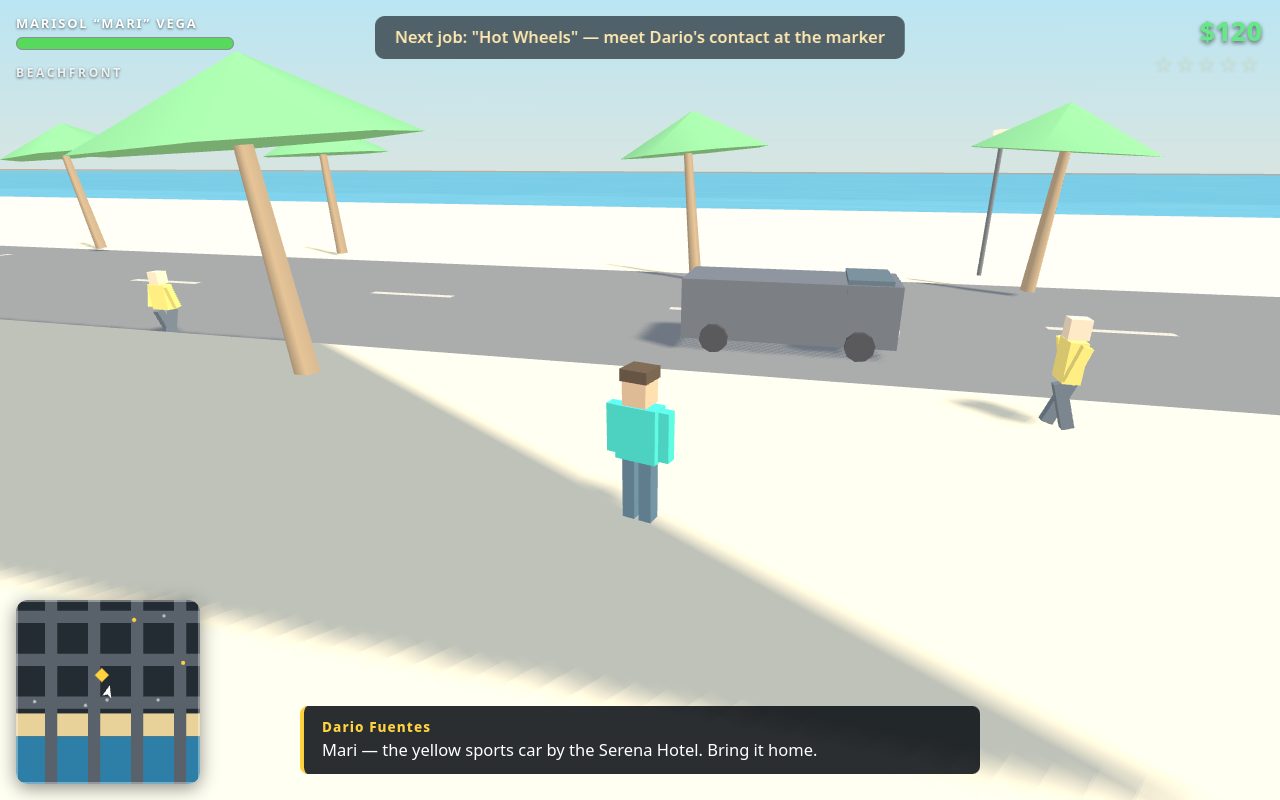 MARISOL “MARI” VEGA
BEACHFRONT
Next job: "Hot Wheels" — meet Dario's contact at the marker
$120
Dario Fuentes
Mari — the yellow sports car by the Serena Hotel. Bring it home.